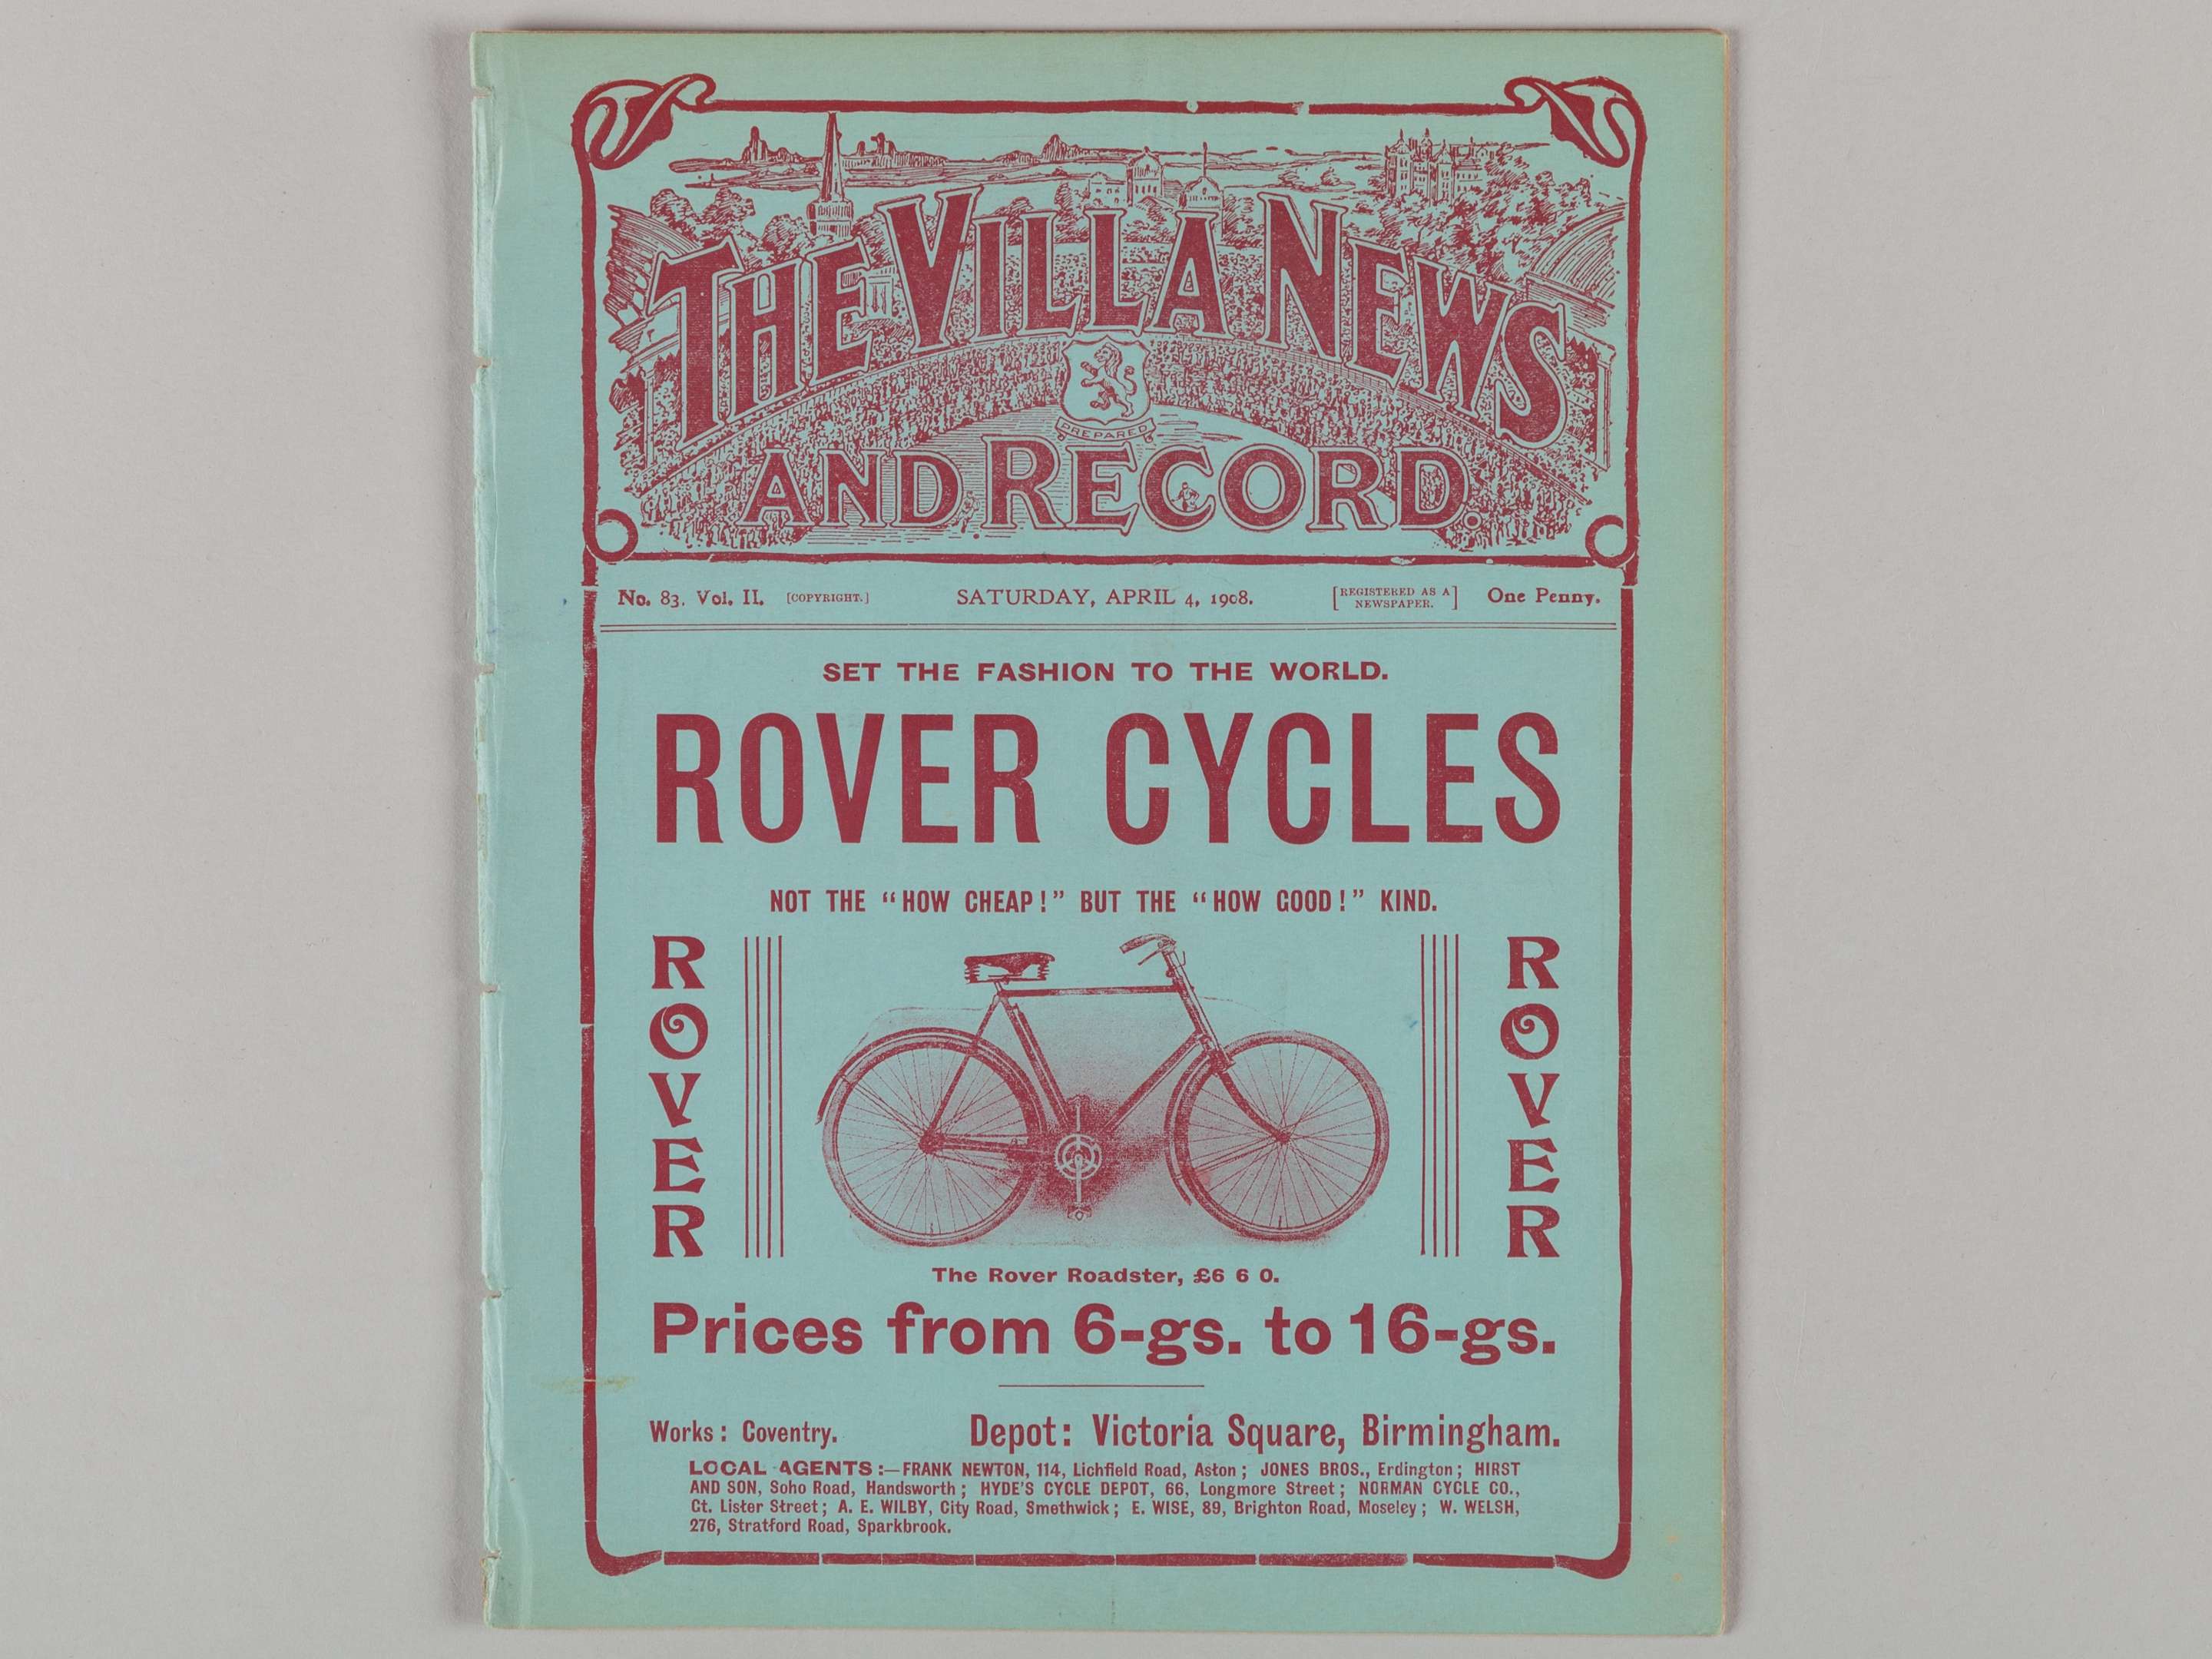 THE VILLA NEWS
PREPARED
AND RECORD.
No. 83. Vol. II. [COPYRIGHT.] SATURDAY, APRIL 4, 1908. [REGISTERED AS A NEWSPAPER.] One Penny.
SET THE FASHION TO THE WORLD.
ROVER CYCLES
NOT THE “HOW CHEAP!” BUT THE “HOW GOOD!” KIND.
ROVER
ROVER
The Rover Roadster, £6 6 0.
Prices from 6-gs. to 16-gs.
Works: Coventry. Depot: Victoria Square, Birmingham.
LOCAL AGENTS:—FRANK NEWTON, 114, Lichfield Road, Aston; JONES BROS., Erdington; HIRST
AND SON, Soho Road, Handsworth; HYDE'S CYCLE DEPOT, 66, Longmore Street; NORMAN CYCLE CO.,
Ct. Lister Street; A. E. WILBY, City Road, Smethwick; E. WISE, 89, Brighton Road, Moseley; W. WELSH,
276, Stratford Road, Sparkbrook.